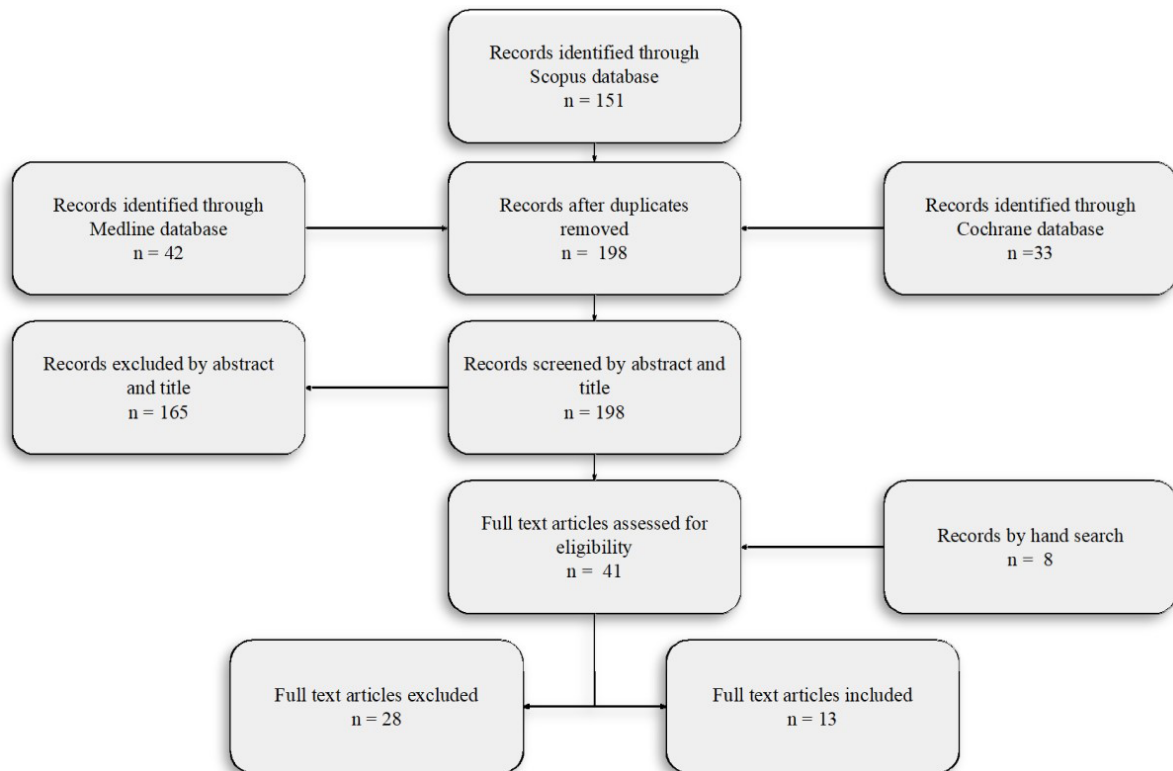 Records identified through
Scopus database
n = 151
Records identified through
Medline database
n = 42
Records after duplicates
removed
n = 198
Records identified through
Cochrane database
n =33
Records excluded by abstract
and title
n = 165
Records screened by abstract and
title
n = 198
Full text articles assessed for
eligibility
n = 41
Records by hand search
n = 8
Full text articles excluded
n = 28
Full text articles included
n = 13